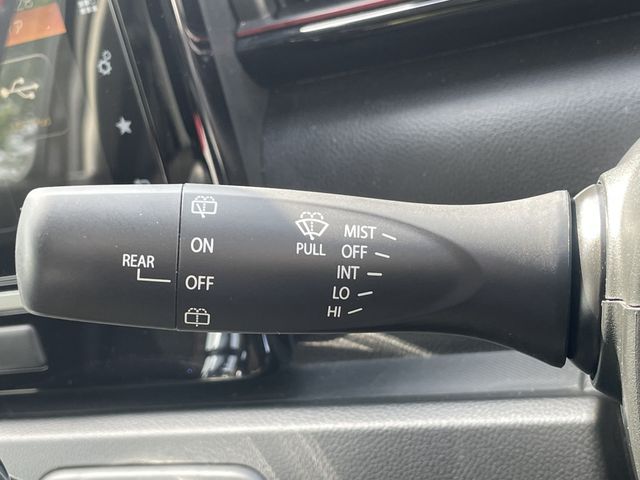 REAR
ON
OFF
PULL
MIST
OFF
INT
LO
HI